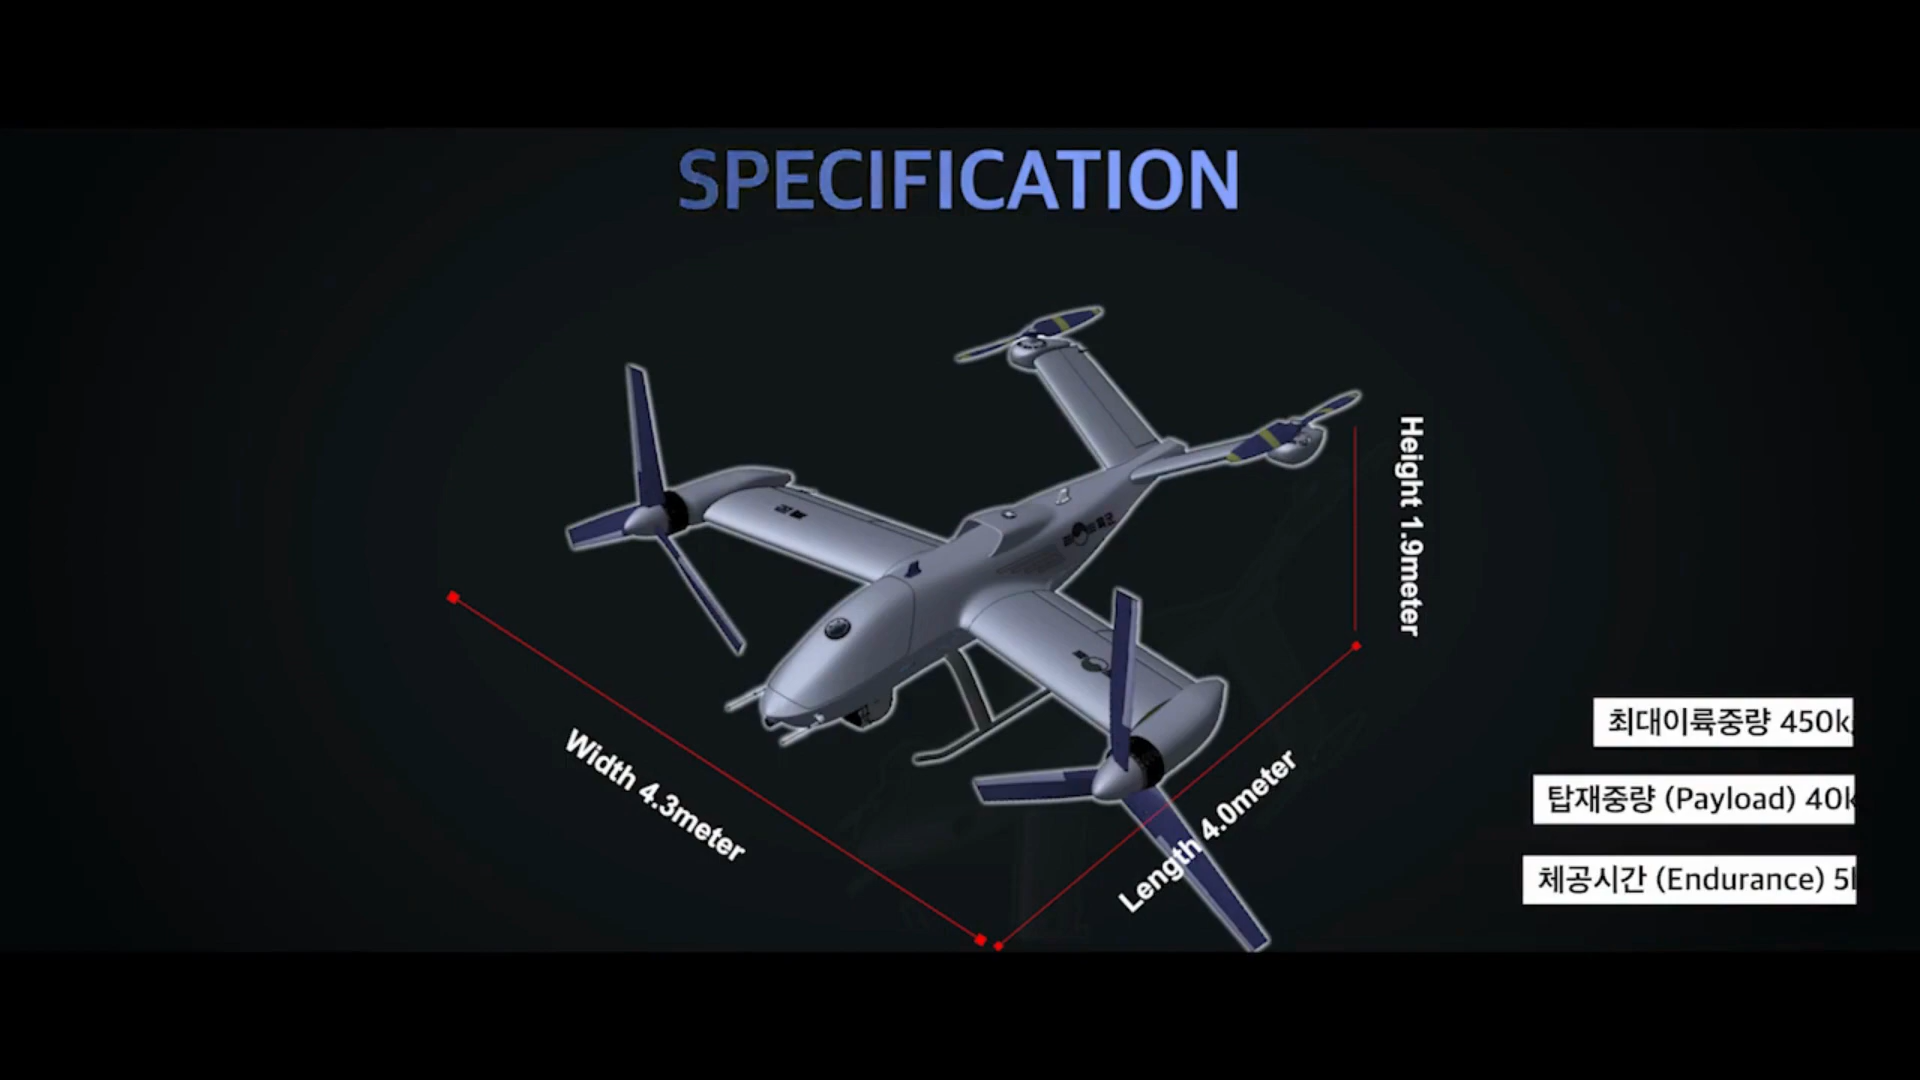 SPECIFICATION
Height 1.9meter
Width 4.3meter
Length 4.0meter
최대이륙중량 450k
탑재중량 (Payload) 40k
체공시간 (Endurance) 5